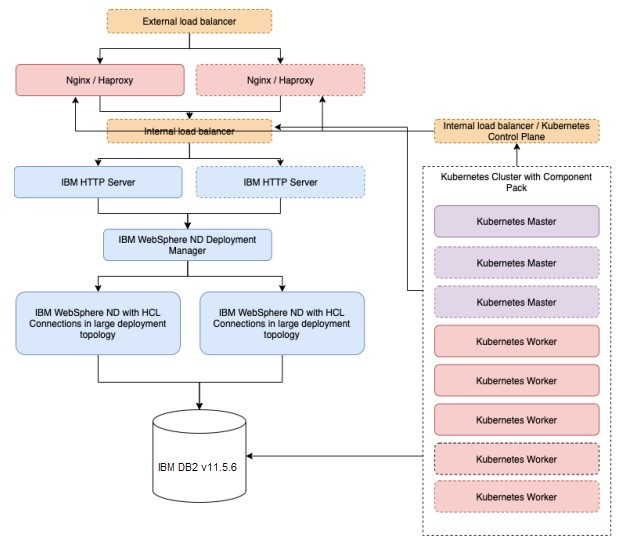 External load balancer
Nginx / Haproxy
Nginx / Haproxy
Internal load balancer
Internal load balancer / Kubernetes
Control Plane
IBM HTTP Server
IBM HTTP Server
IBM WebSphere ND Deployment
Manager
IBM WebSphere ND with HCL
Connections in large deployment
topology
IBM WebSphere ND with HCL
Connections in large deployment
topology
IBM DB2 v11.5.6
Kubernetes Cluster with Component
Pack
Kubernetes Master
Kubernetes Master
Kubernetes Master
Kubernetes Worker
Kubernetes Worker
Kubernetes Worker
Kubernetes Worker
Kubernetes Worker